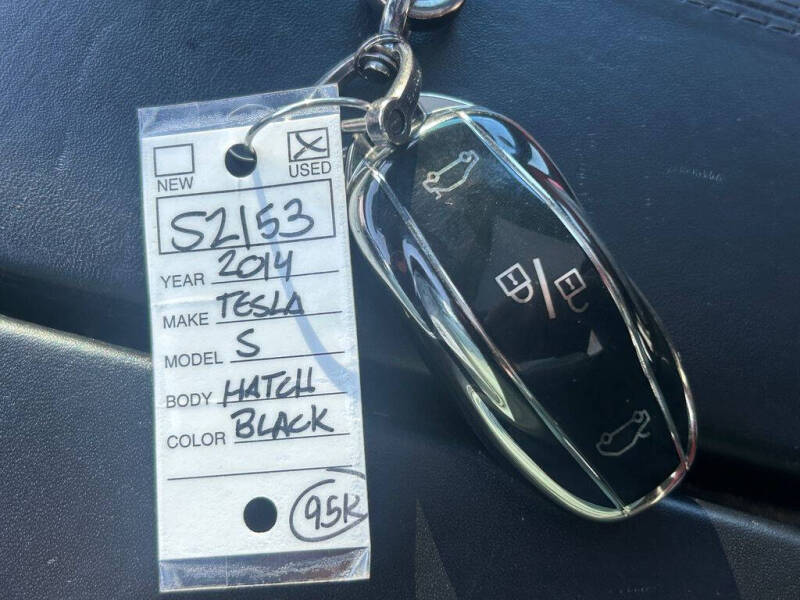 NEW USED
S2153
YEAR 2014
MAKE TESLA
MODEL S
BODY HATCH
COLOR BLACK
95K